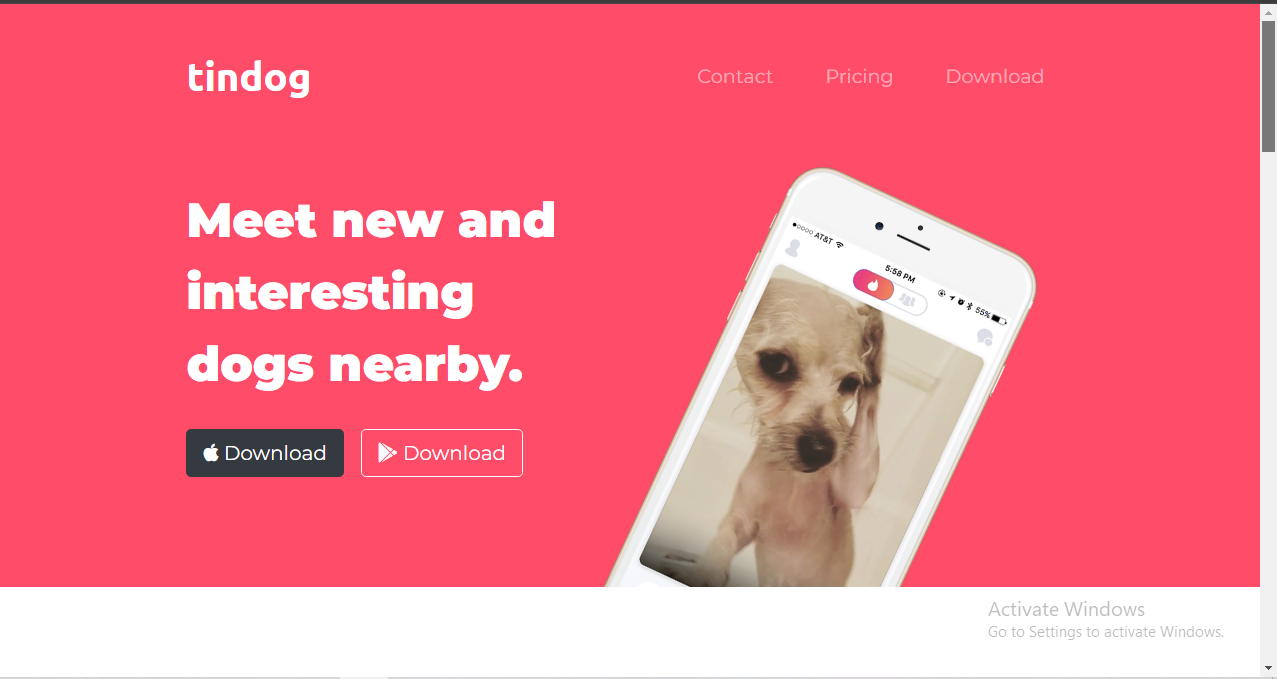 tindog
Contact Pricing Download
Meet new and
interesting
dogs nearby.
Download Download
AT&T
5:58 PM
55%
Activate Windows
Go to Settings to activate Windows.